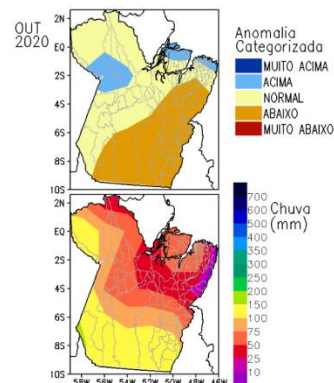 OUT
2020
Anomalia
Categorizada
MUITO ACIMA
ACIMA
NORMAL
ABAIXO
MUITO ABAIXO
2N
EQ
2S
4S
6S
8S
10S
Chuva
(mm)
700
500
400
350
300
250
200
150
100
75
50
25
10
2N
EQ
2S
4S
6S
8S
10S
58W 56W 54W 52W 50W 48W 46W